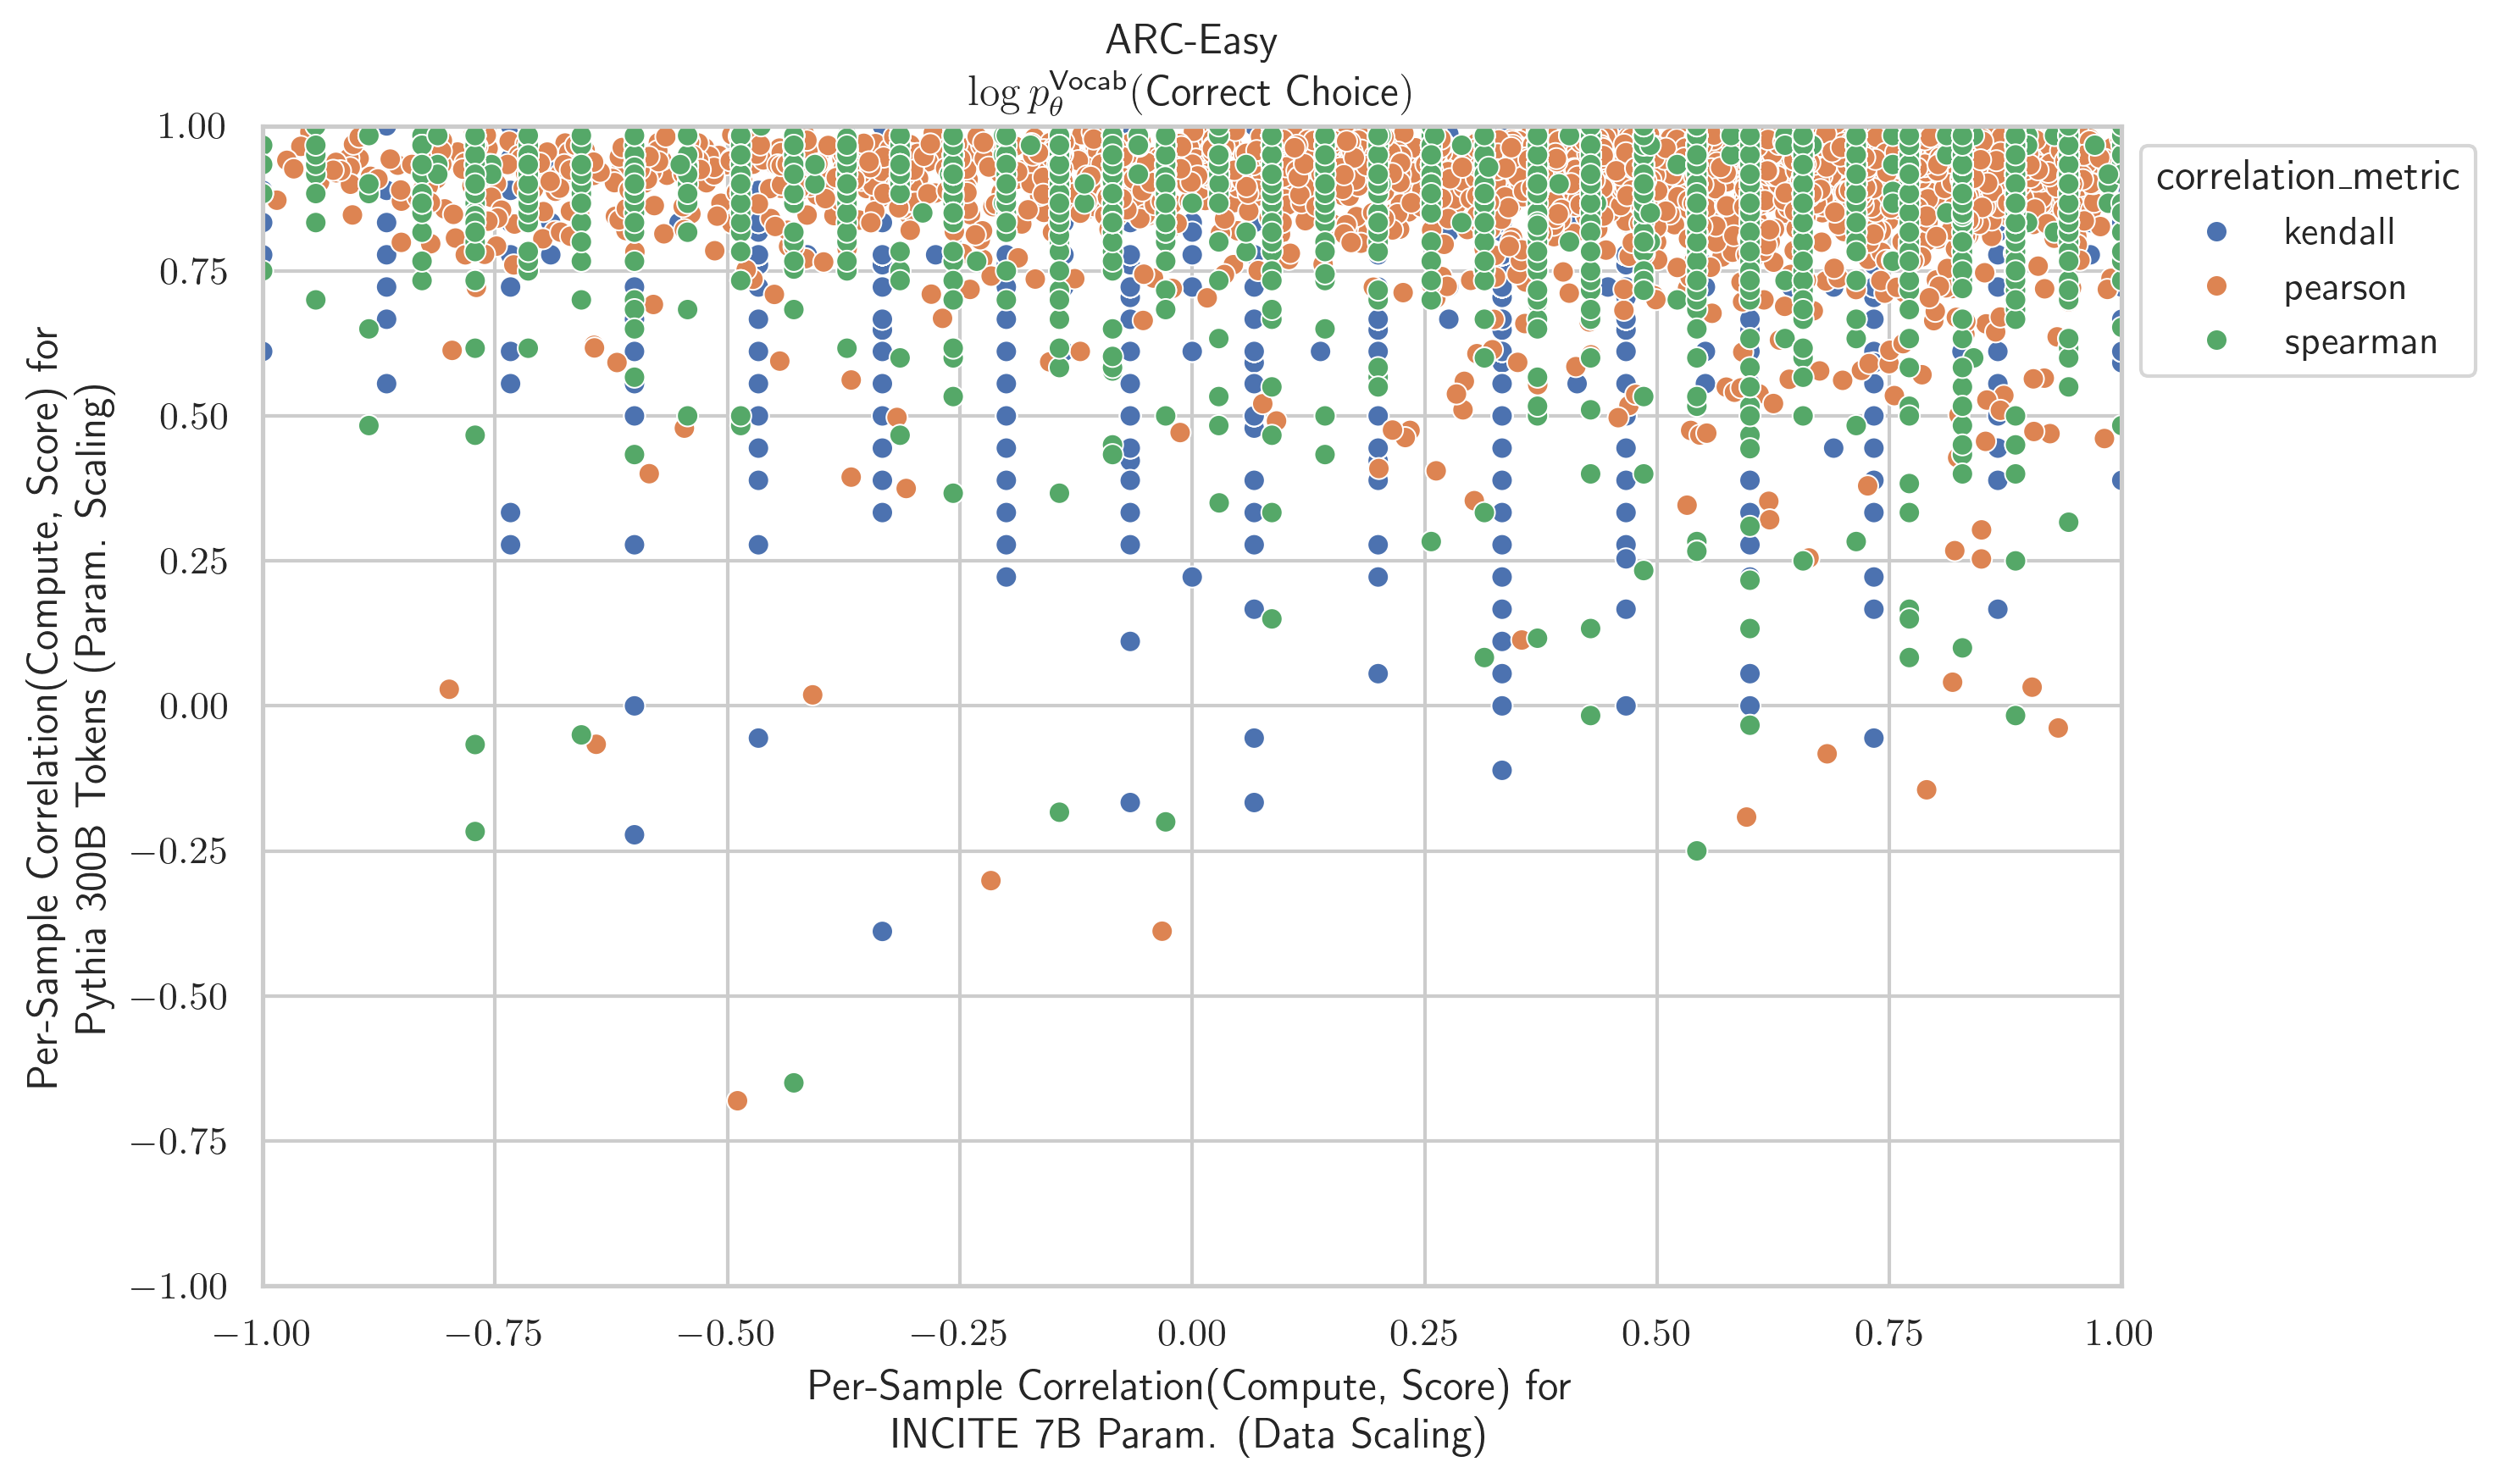 ARC-Easy
log p_θ^Vocab(Correct Choice)
Per-Sample Correlation(Compute, Score) for
Pythia 300B Tokens (Param. Scaling)
1.00
0.75
0.50
0.25
0.00
−0.25
−0.50
−0.75
−1.00
correlation_metric
kendall
pearson
spearman
−1.00
−0.75
−0.50
−0.25
0.00
0.25
0.50
0.75
1.00
Per-Sample Correlation(Compute, Score) for
INCITE 7B Param. (Data Scaling)